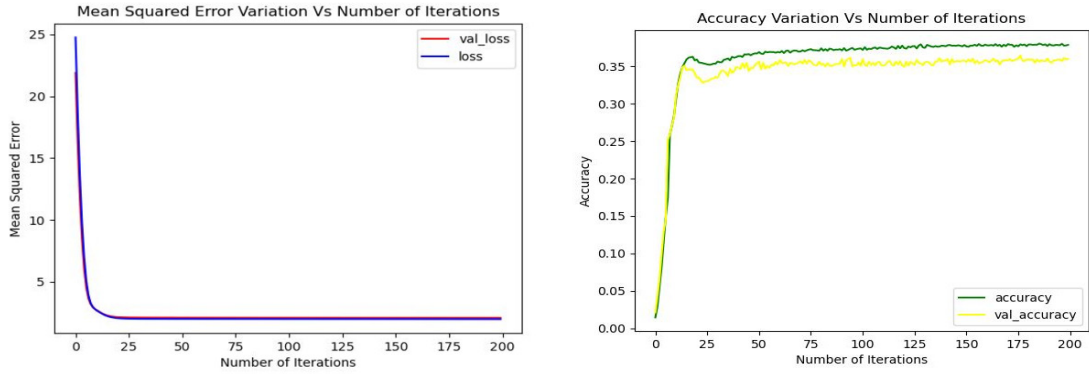 Mean Squared Error Variation Vs Number of Iterations
25
20
15
10
5
Mean Squared Error
val_loss
loss
0 25 50 75 100 125 150 175 200
Number of Iterations
Accuracy Variation Vs Number of Iterations
0.35
0.30
0.25
0.20
0.15
0.10
0.05
0.00
Accuracy
accuracy
val_accuracy
0 25 50 75 100 125 150 175 200
Number of Iterations